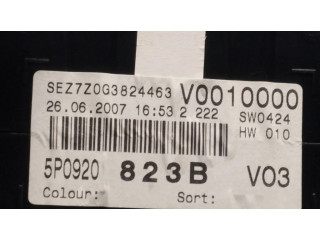 SEZ7Z0G3824463 V0010000
26.06.2007 16:53 2 222 SW0424
HW 010
5P0920 823B V03
Colour: Sort: